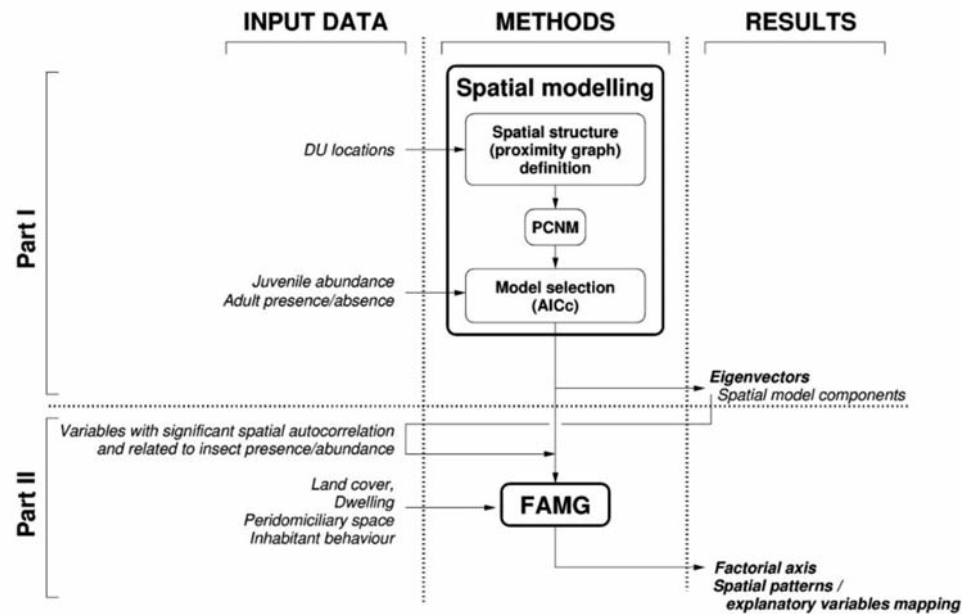 INPUT DATA
METHODS
RESULTS
Part I
Spatial modelling
DU locations
Spatial structure
(proximity graph)
definition
PCNM
Juvenile abundance
Adult presence/absence
Model selection
(AICc)
Eigenvectors
Spatial model components
Part II
Variables with significant spatial autocorrelation
and related to insect presence/abundance
Land cover,
Dwelling
Peridomiciliary space
Inhabitant behaviour
FAMG
Factorial axis
Spatial patterns /
explanatory variables mapping